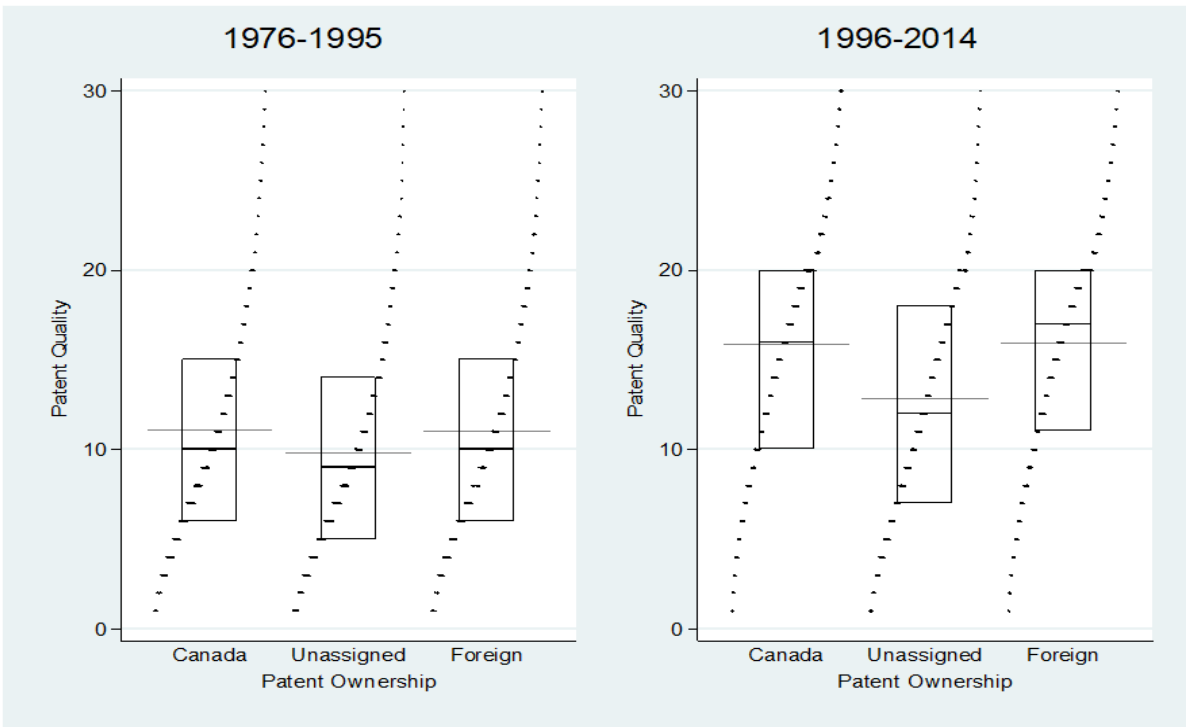 1976-1995
30
20
10
0
Patent Quality
Canada Unassigned Foreign
Patent Ownership
1996-2014
30
20
10
0
Patent Quality
Canada Unassigned Foreign
Patent Ownership